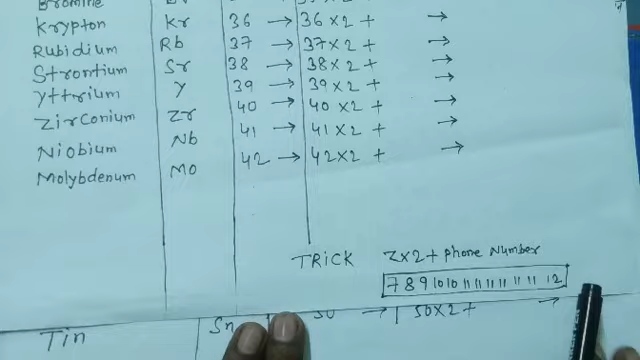 Bromine
Krypton Kr 36 → 36×2 + →
Rubidium Rb 37 → 37×2 + →
Strontium Sr 38 → 38×2 + →
Yttrium Y 39 → 39×2 + →
Zirconium Zr 40 → 40×2 + →
Niobium Nb 41 → 41×2 + →
Molybdenum Mo 42 → 42×2 + →
TRICK Z×2 + Phone Number
7 8 9 10 10 11 11 11 11 11 12
Tin Sn 50 → 50×2 +  →